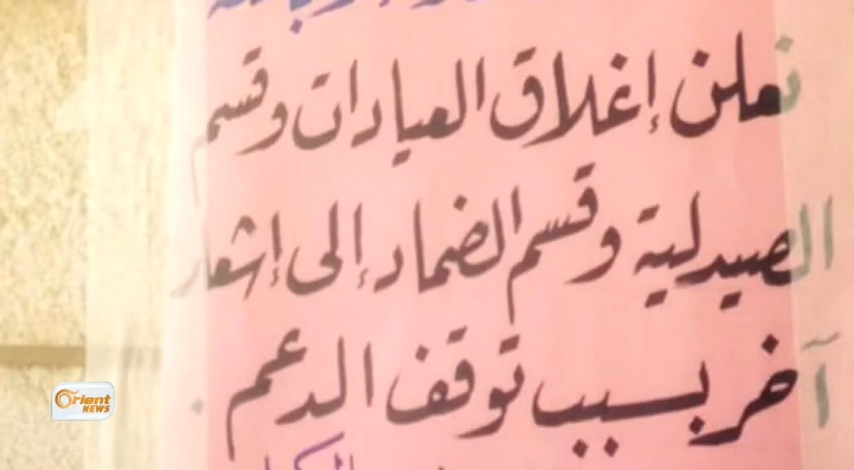 نعلن إغلاق العيادات وقسم
الصيدلية وقسم الضماد إلى إشعار
آخر بسبب توقف الدعم .
Orient
NEWS